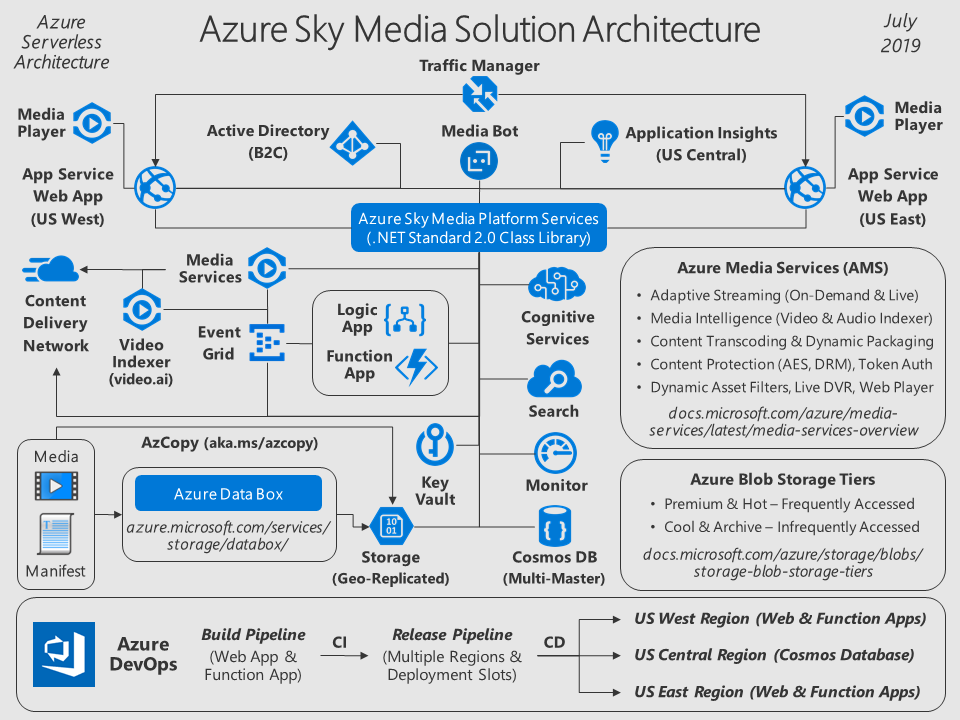 Azure
Serverless
Architecture
Azure Sky Media Solution Architecture
July
2019
Traffic Manager
Media
Player
Active Directory
(B2C)
Media Bot
Application Insights
(US Central)
Media
Player
App Service
Web App
(US West)
App Service
Web App
(US East)
Azure Sky Media Platform Services
(.NET Standard 2.0 Class Library)
Media
Services
Content
Delivery
Network
Video
Indexer
(video.ai)
Event
Grid
Logic
App
Function
App
Cognitive
Services
Search
Azure Media Services (AMS)
• Adaptive Streaming (On-Demand & Live)
• Media Intelligence (Video & Audio Indexer)
• Content Transcoding & Dynamic Packaging
• Content Protection (AES, DRM), Token Auth
• Dynamic Asset Filters, Live DVR, Web Player
docs.microsoft.com/azure/media-
services/latest/media-services-overview
AzCopy (aka.ms/azcopy)
Media
Manifest
Azure Data Box
azure.microsoft.com/services/
storage/databox/
Key
Vault
Monitor
10
01
Storage
(Geo-Replicated)
Cosmos DB
(Multi-Master)
Azure Blob Storage Tiers
• Premium & Hot – Frequently Accessed
• Cool & Archive – Infrequently Accessed
docs.microsoft.com/azure/storage/blobs/
storage-blob-storage-tiers
Azure
DevOps
Build Pipeline
(Web App &
Function App)
CI
Release Pipeline
(Multiple Regions &
Deployment Slots)
CD
US West Region (Web & Function Apps)
US Central Region (Cosmos Database)
US East Region (Web & Function Apps)